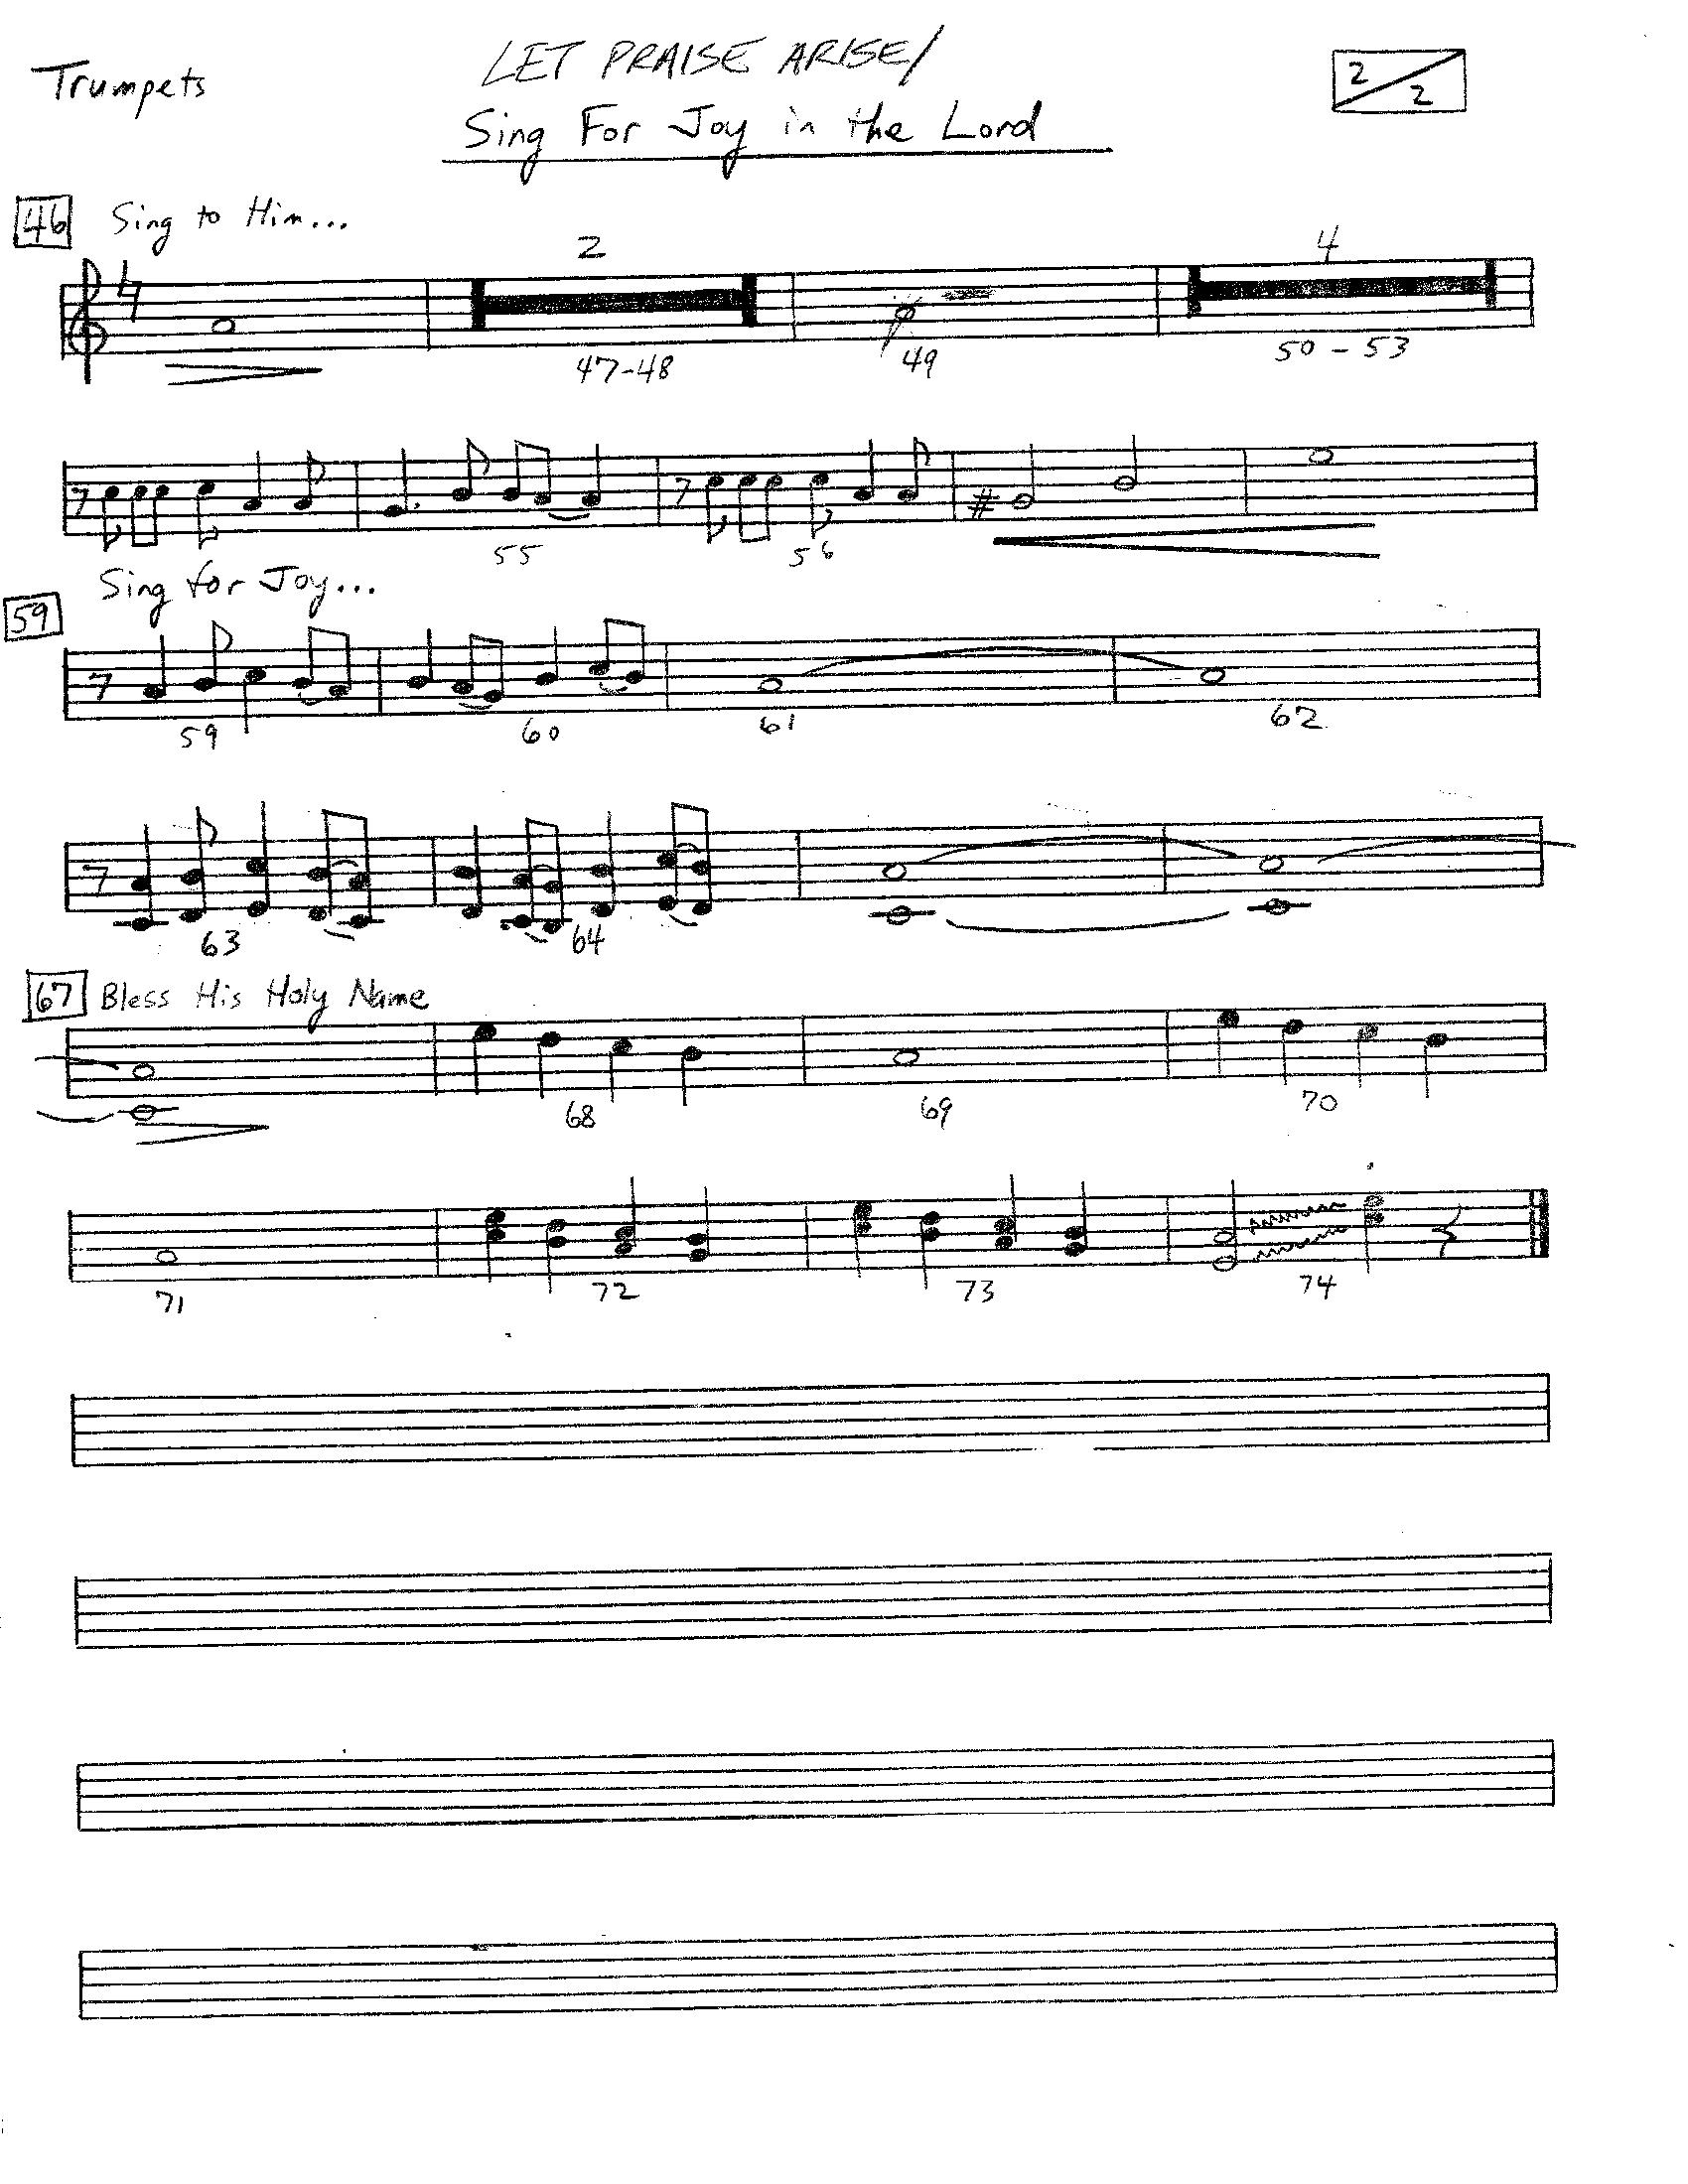 Trumpets
LET PRAISE ARISE/
Sing For Joy in the Lord
2/2
46 Sing to Him...
2 4
47-48 49 50-53
55 56
Sing for Joy...
59
59 60 61 62
63 64
67 Bless His Holy Name
68 69 70
71 72 73 74